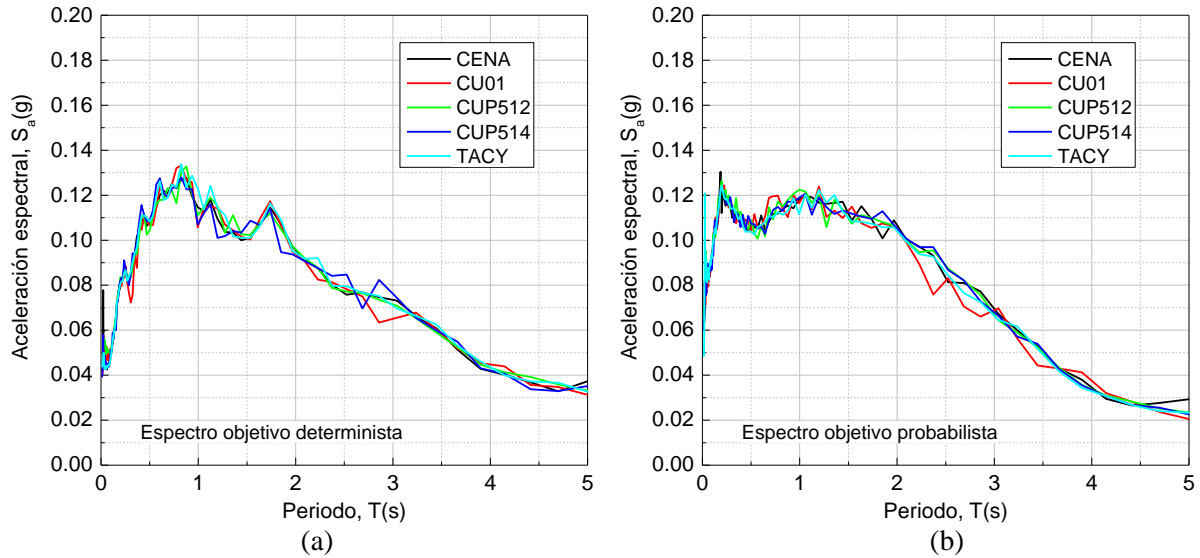 0.20
0.18
0.16
0.14
0.12
0.10
0.08
0.06
0.04
0.02
0.00
Aceleración espectral, Sa(g)
CENA
CU01
CUP512
CUP514
TACY
Espectro objetivo determinista
0 1 2 3 4 5
Periodo, T(s)
(a)
0.20
0.18
0.16
0.14
0.12
0.10
0.08
0.06
0.04
0.02
0.00
Aceleración espectral, Sa(g)
CENA
CU01
CUP512
CUP514
TACY
Espectro objetivo probabilista
0 1 2 3 4 5
Periodo, T(s)
(b)